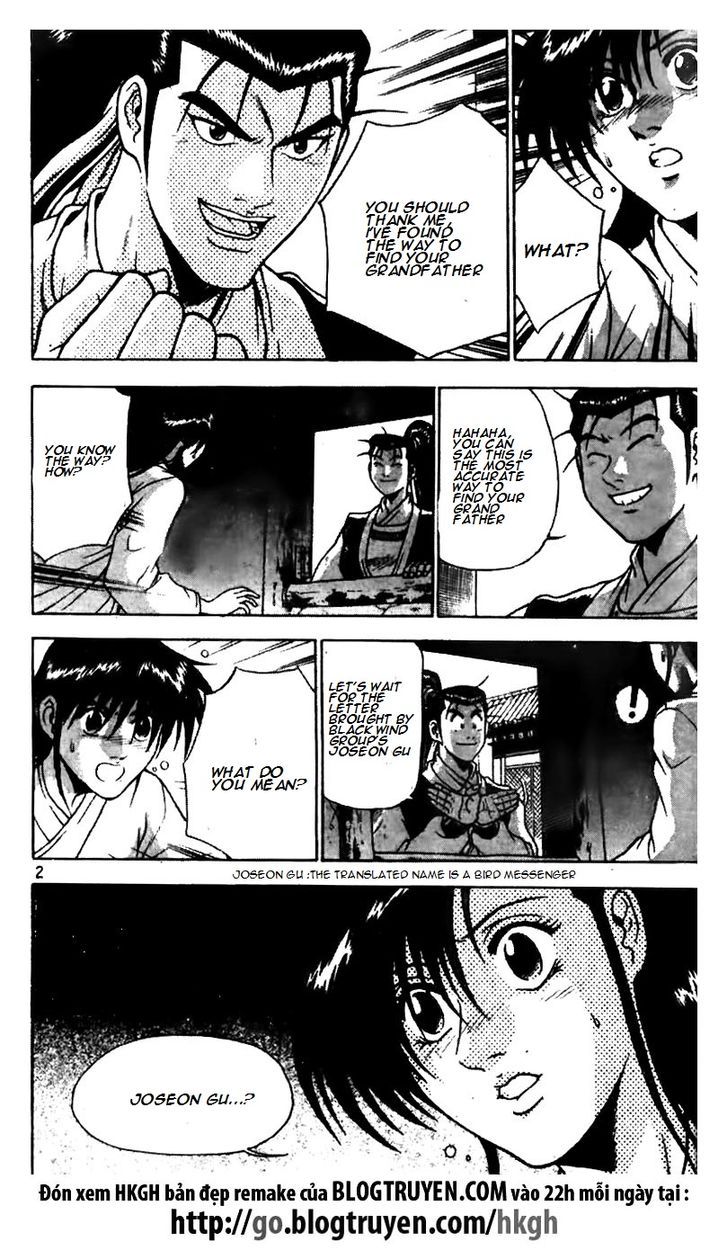 YOU SHOULD
THANK ME,
I'VE FOUND
THE WAY TO
FIND YOUR
GRANDFATHER
WHAT?
YOU KNOW
THE WAY?
HOW?
HAHAHA,
YOU CAN
SAY THIS IS
THE MOST
ACCURATE
WAY TO
FIND YOUR
GRAND
FATHER
WHAT DO
YOU MEAN?
LET'S WAIT
FOR THE
LETTER
BROUGHT BY
BLACK WIND
GROUP'S
JOSEON GU
!
2
JOSEON GU :THE TRANSLATED NAME IS A BIRD MESSENGER
JOSEON GU...?
Đón xem HKGH bản đẹp remake của BLOGTRUYEN.COM vào 22h mỗi ngày tại :
http://go.blogtruyen.com/hkgh